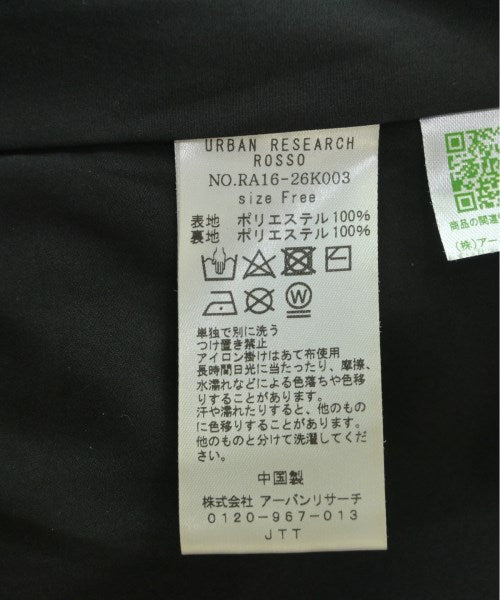 URBAN RESEARCH
ROSSO
NO.RA16-26K003
size Free
表地 ポリエステル100%
裏地 ポリエステル100%
W
単独で別に洗う
つけ置き禁止
アイロン掛けはあて布使用
長時間日光に当たったり、摩擦、
水濡れなどによる色落ちや色移
りすることがあります。
汗や濡れたりすると、他のもの
に色移りすることがあります。
他のものと分けて洗濯してくだ
さい。
中国製
株式会社 アーバンリサーチ
0120-967-013
JTT
商品の関連
(株)アー